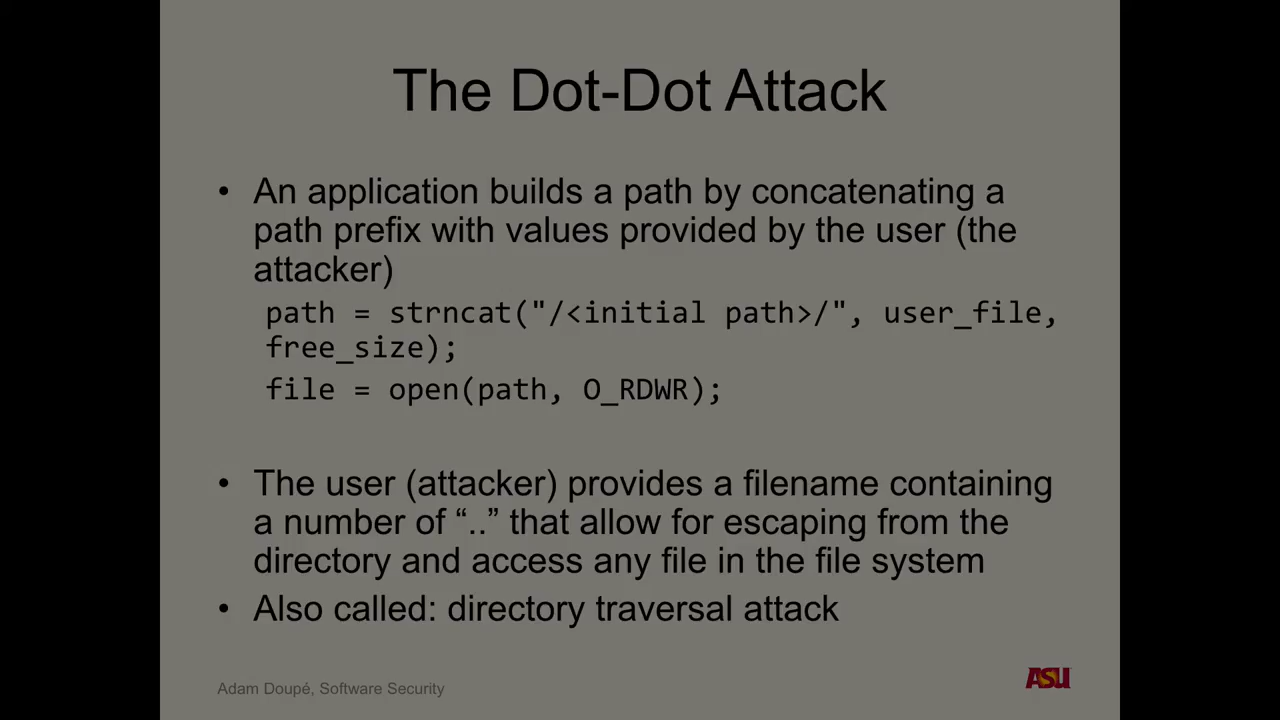 The Dot-Dot Attack
• An application builds a path by concatenating a
path prefix with values provided by the user (the
attacker)
path = strncat("/<initial path>/", user_file,
free_size);
file = open(path, O_RDWR);
• The user (attacker) provides a filename containing
a number of “..” that allow for escaping from the
directory and access any file in the file system
• Also called: directory traversal attack
Adam Doupé, Software Security
ASU